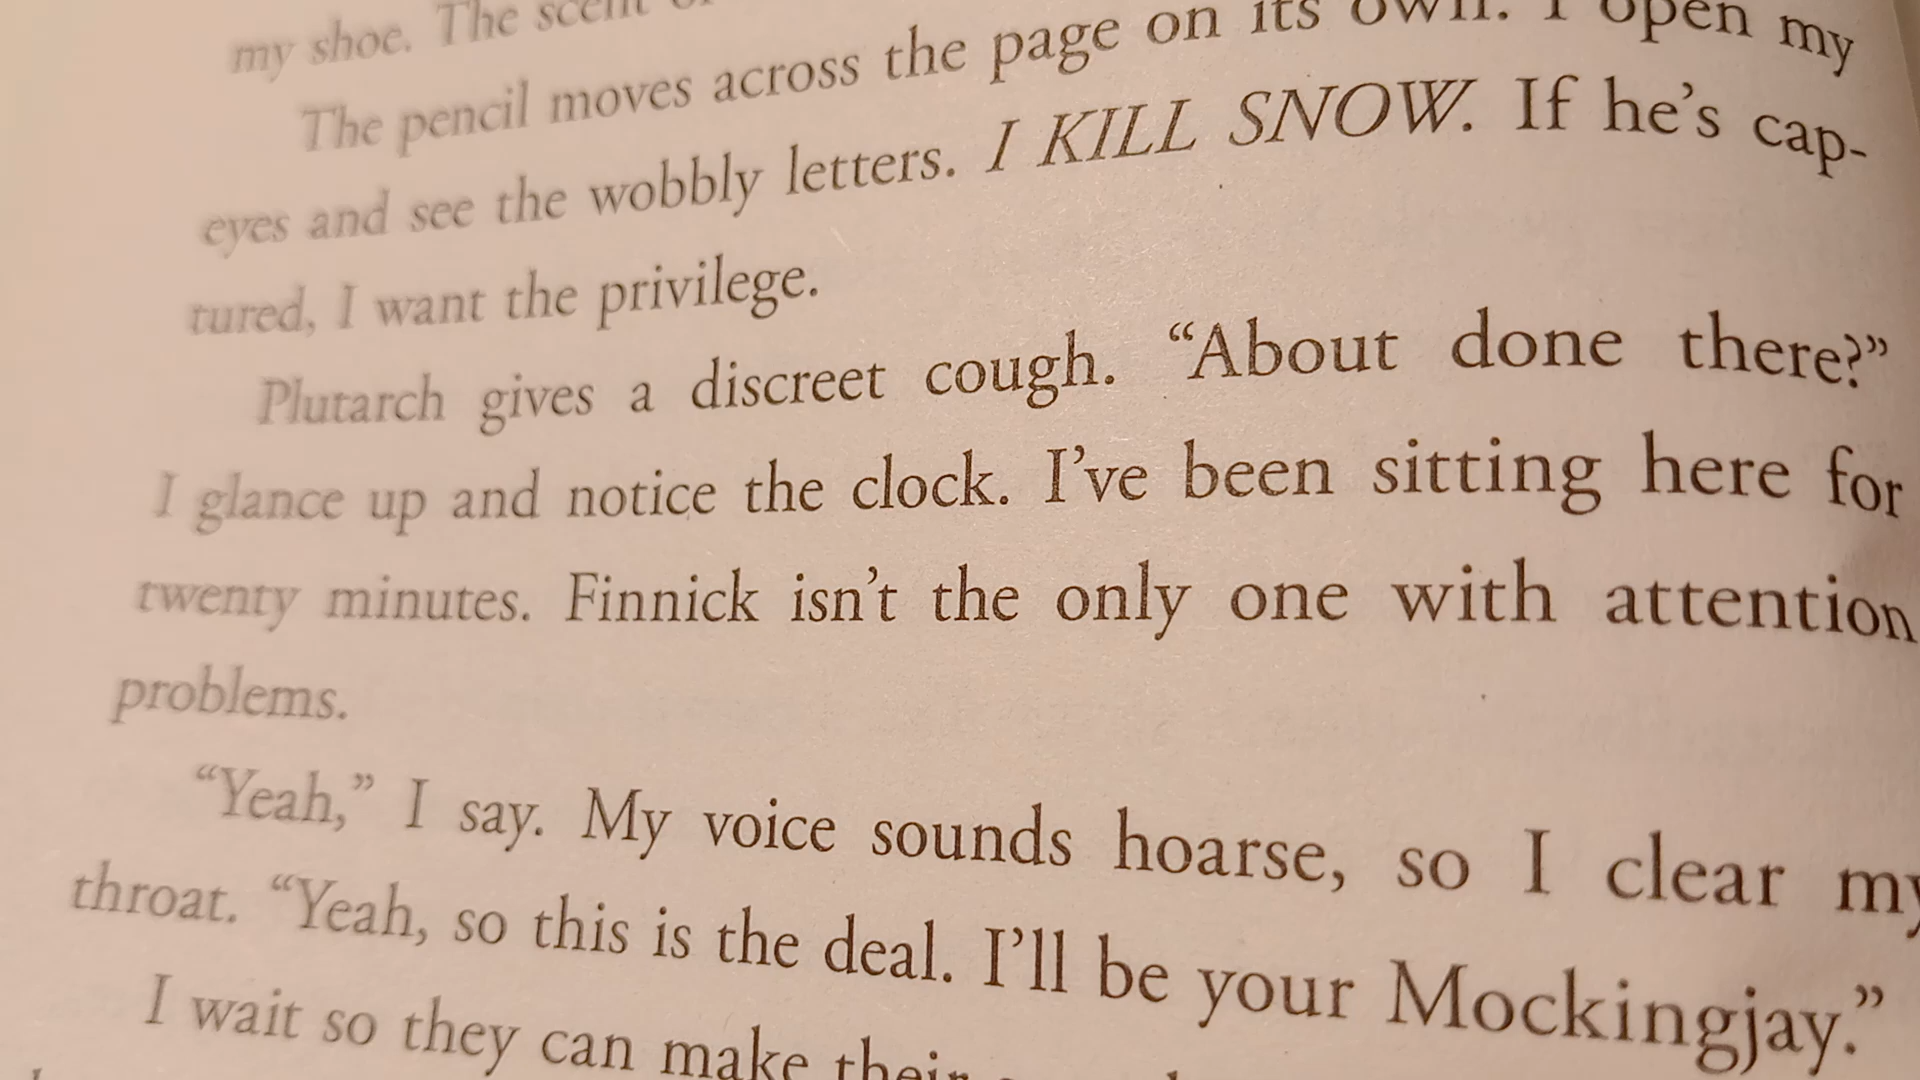 my shoe. The scent
The pencil moves across the page on its own. I open my
eyes and see the wobbly letters. I KILL SNOW. If he’s cap-
tured, I want the privilege.
Plutarch gives a discreet cough. “About done there?”
I glance up and notice the clock. I’ve been sitting here for
twenty minutes. Finnick isn’t the only one with attention
problems.
“Yeah,” I say. My voice sounds hoarse, so I clear my
throat. “Yeah, so this is the deal. I’ll be your Mockingjay.”
I wait so they can make their